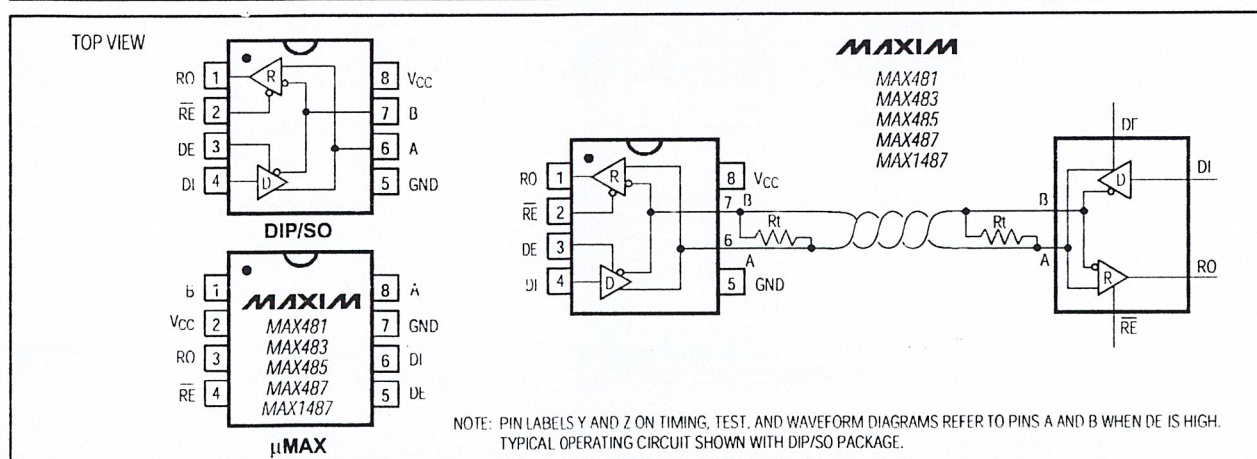 TOP VIEW
RO 1
R̅E̅ 2
DE 3
DI 4
8 VCC
7 B
6 A
5 GND
R
D
DIP/SO
B 1
VCC 2
RO 3
R̅E̅ 4
8 A
7 GND
6 DI
5 DE
MAXIM
MAX481
MAX483
MAX485
MAX487
MAX1487
µMAX
MAXIM
MAX481
MAX483
MAX485
MAX487
MAX1487
RO 1
R̅E̅ 2
DE 3
DI 4
R
D
8 VCC
7 B
Rt
6 A
5 GND
Rt
B
A
DE
D
DI
R
RO
R̅E̅
NOTE: PIN LABELS Y AND Z ON TIMING, TEST, AND WAVEFORM DIAGRAMS REFER TO PINS A AND B WHEN DE IS HIGH.
TYPICAL OPERATING CIRCUIT SHOWN WITH DIP/SO PACKAGE.